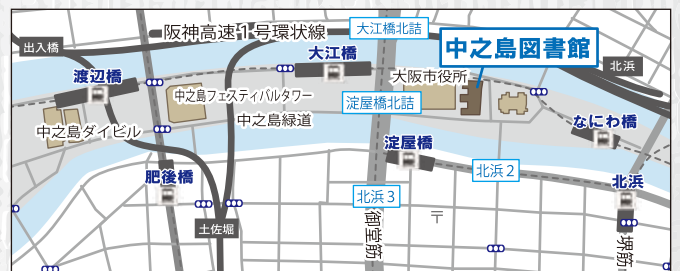 阪神高速1号環状線
大江橋北詰
出入橋
中之島図書館
大江橋
北浜
渡辺橋
大阪市役所
中之島フェスティバルタワー
淀屋橋北詰
中之島緑道
なにわ橋
中之島ダイビル
淀屋橋
肥後橋
北浜2
北浜
北浜3
〒
土佐堀
御堂筋
堺筋